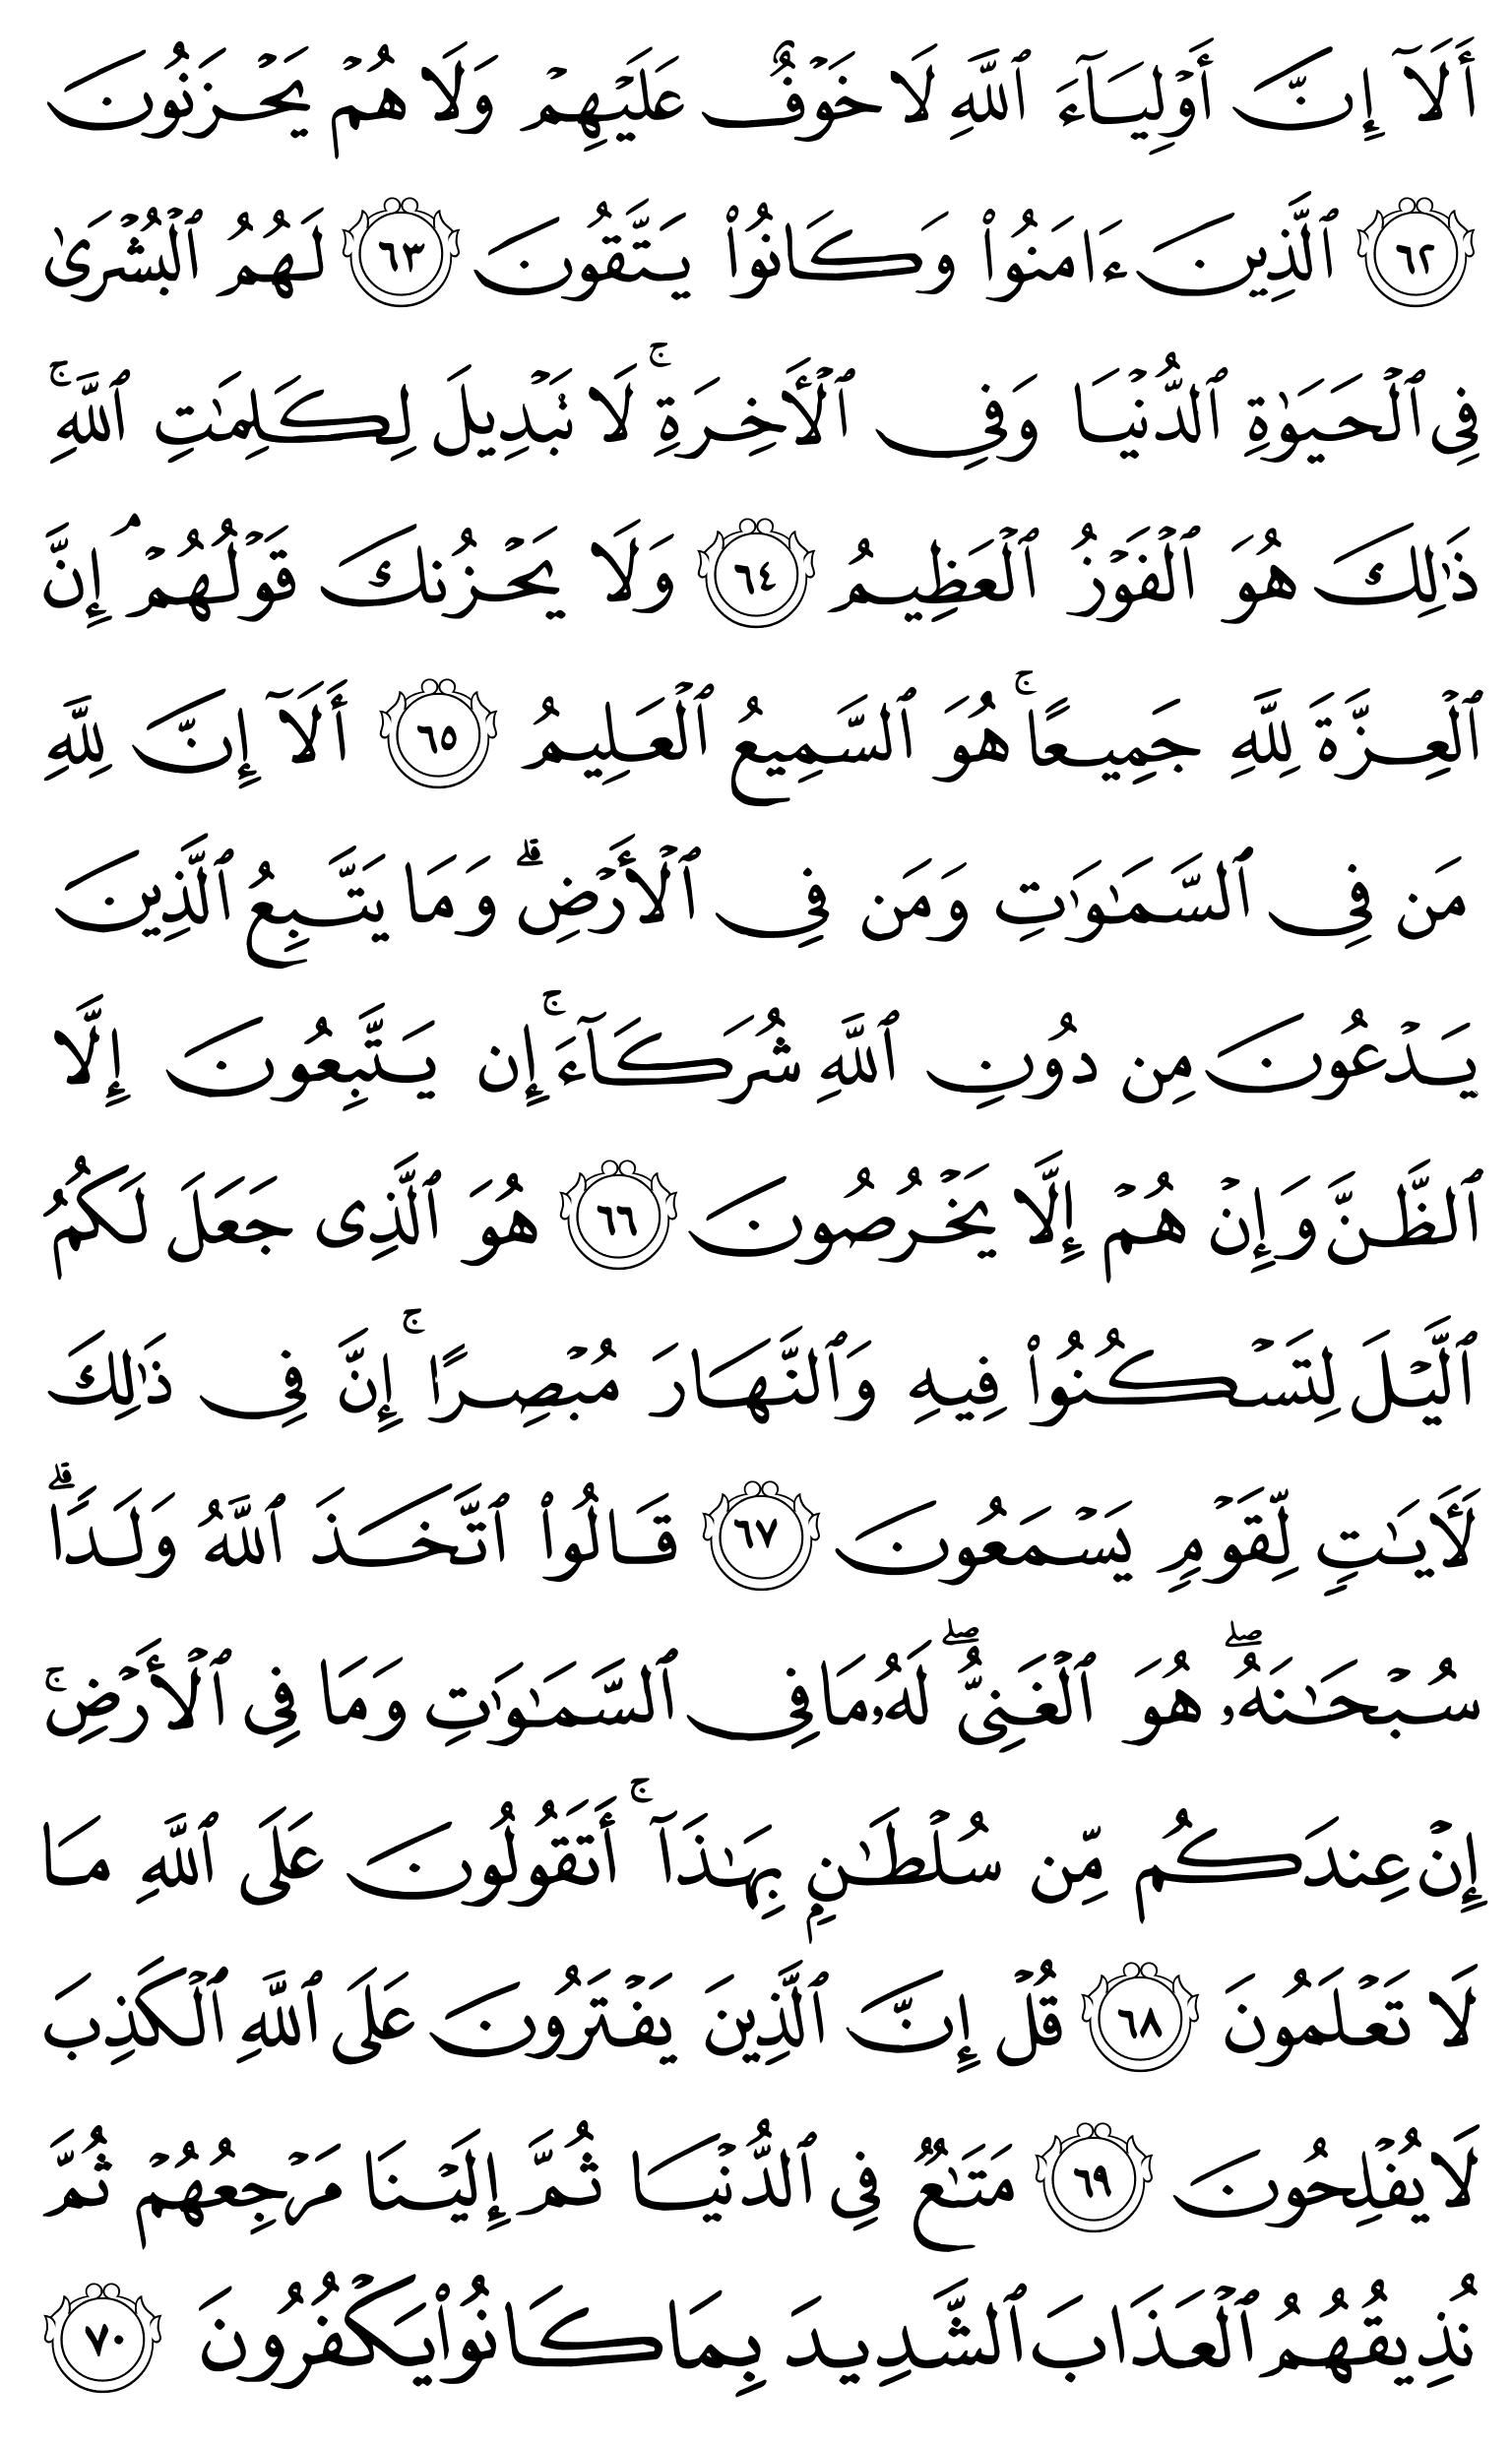 أَلَآ إِنَّ أَوْلِيَآءَ ٱللَّهِ لَا خَوْفٌ عَلَيْهِمْ وَلَا هُمْ يَحْزَنُونَ
٦٢ ٱلَّذِينَ ءَامَنُوا۟ وَكَانُوا۟ يَتَّقُونَ ٦٣ لَهُمُ ٱلْبُشْرَىٰ
فِى ٱلْحَيَوٰةِ ٱلدُّنْيَا وَفِى ٱلْأَخِرَةِ ۚ لَا تَبْدِيلَ لِكَلِمَٰتِ ٱللَّهِ ۚ
ذَٰلِكَ هُوَ ٱلْفَوْزُ ٱلْعَظِيمُ ٦٤ وَلَا يَحْزُنكَ قَوْلُهُمْ ۘ إِنَّ
ٱلْعِزَّةَ لِلَّهِ جَمِيعًا ۚ هُوَ ٱلسَّمِيعُ ٱلْعَلِيمُ ٦٥ أَلَآ إِنَّ لِلَّهِ
مَن فِى ٱلسَّمَٰوَٰتِ وَمَن فِى ٱلْأَرْضِ ۗ وَمَا يَتَّبِعُ ٱلَّذِينَ
يَدْعُونَ مِن دُونِ ٱللَّهِ شُرَكَآءَ ۚ إِن يَتَّبِعُونَ إِلَّا
ٱلظَّنَّ وَإِنْ هُمْ إِلَّا يَخْرُصُونَ ٦٦ هُوَ ٱلَّذِى جَعَلَ لَكُمُ
ٱلَّيْلَ لِتَسْكُنُوا۟ فِيهِ وَٱلنَّهَارَ مُبْصِرًا ۚ إِنَّ فِى ذَٰلِكَ
لَأَيَٰتٍ لِّقَوْمٍ يَسْمَعُونَ ٦٧ قَالُوا۟ ٱتَّخَذَ ٱللَّهُ وَلَدًا ۗ
سُبْحَٰنَهُۥ ۖ هُوَ ٱلْغَنِىُّ ۖ لَهُۥ مَا فِى ٱلسَّمَٰوَٰتِ وَمَا فِى ٱلْأَرْضِ ۚ
إِنْ عِندَكُم مِّن سُلْطَٰنٍۭ بِهَٰذَآ ۚ أَتَقُولُونَ عَلَى ٱللَّهِ مَا
لَا تَعْلَمُونَ ٦٨ قُلْ إِنَّ ٱلَّذِينَ يَفْتَرُونَ عَلَى ٱللَّهِ ٱلْكَذِبَ
لَا يُفْلِحُونَ ٦٩ مَتَٰعٌ فِى ٱلدُّنْيَا ثُمَّ إِلَيْنَا مَرْجِعُهُمْ ثُمَّ
نُذِيقُهُمُ ٱلْعَذَابَ ٱلشَّدِيدَ بِمَا كَانُوا۟ يَكْفُرُونَ ٧٠